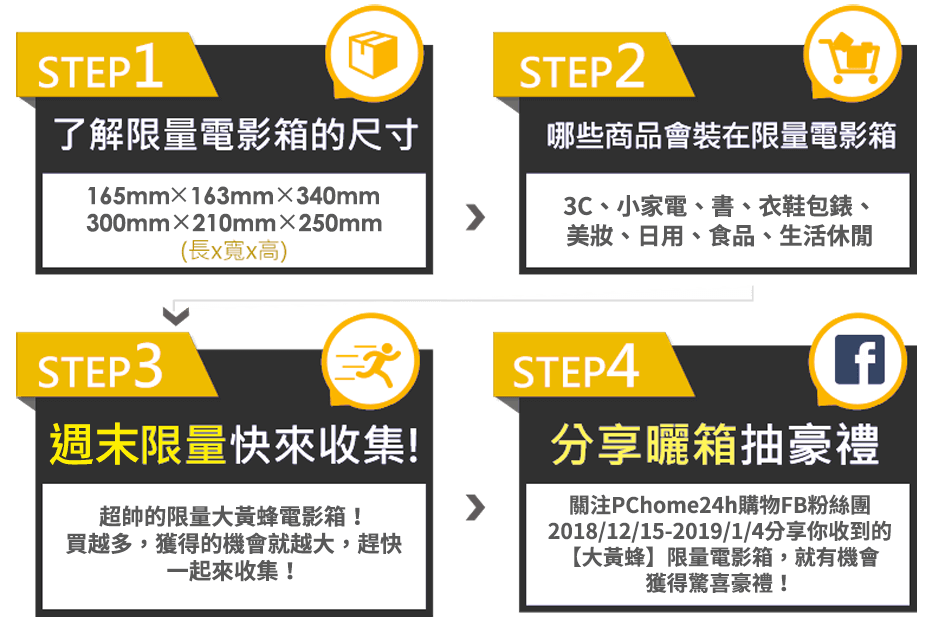 STEP1
了解限量電影箱的尺寸
165mm×163mm×340mm
300mm×210mm×250mm
(長x寬x高)
STEP2
哪些商品會裝在限量電影箱
3C、小家電、書、衣鞋包錶、
美妝、日用、食品、生活休閒
STEP3
週末限量快來收集!
超帥的限量大黃蜂電影箱！
買越多，獲得的機會就越大，趕快
一起來收集！
STEP4
f
分享曬箱抽豪禮
關注PChome24h購物FB粉絲團
2018/12/15-2019/1/4分享你收到的
【大黃蜂】限量電影箱，就有機會
獲得驚喜豪禮！